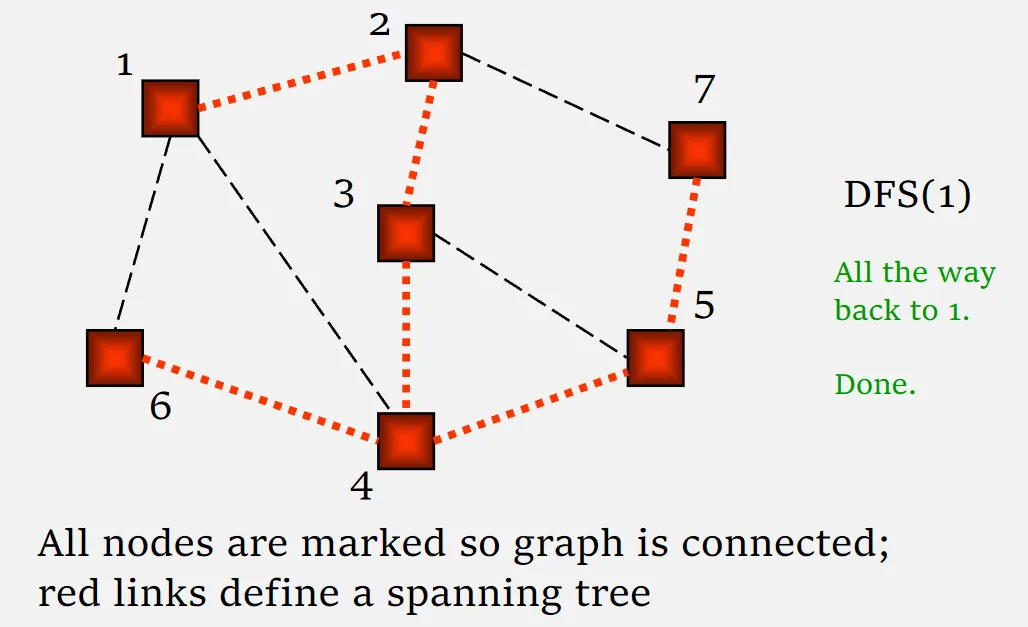 2
1
7
3
DFS(1)
All the way
back to 1.
5
Done.
6
4
All nodes are marked so graph is connected;
red links define a spanning tree